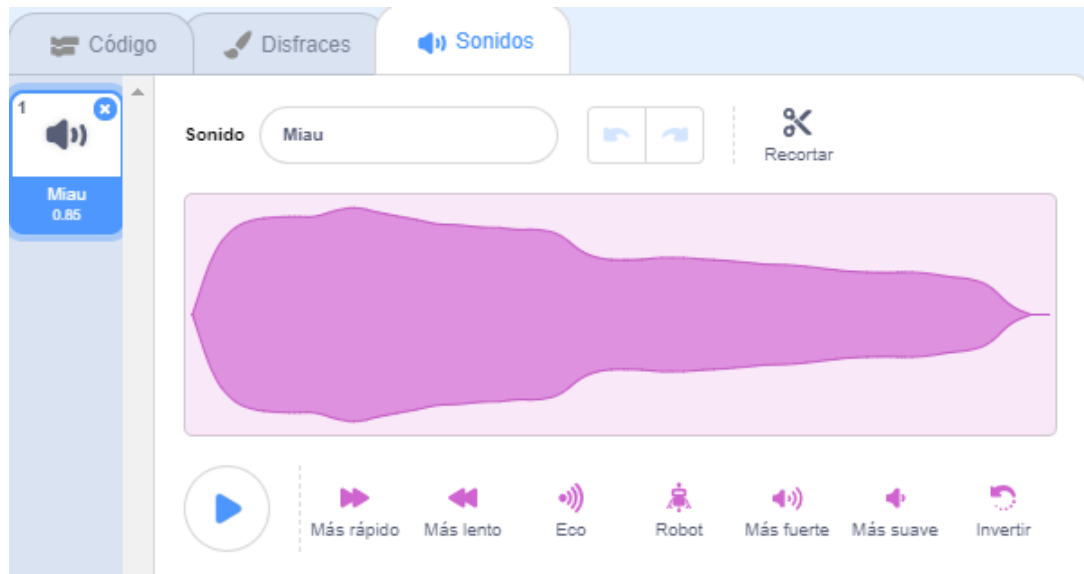 Código Disfraces Sonidos
1
Miau
0.85
Sonido Miau
Recortar
Más rápido Más lento Eco Robot Más fuerte Más suave Invertir